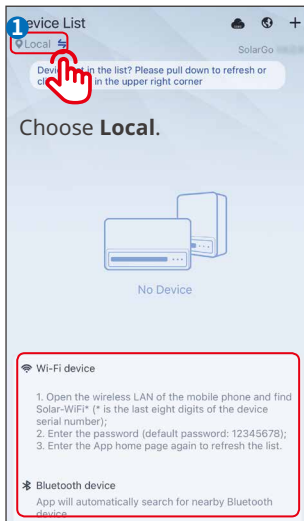 1
Device List
Local
SolarGo
in the list? Please pull down to refresh or
in the upper right corner
Choose Local.
No Device
Wi-Fi device
1. Open the wireless LAN of the mobile phone and find
Solar-WiFi* (* is the last eight digits of the device
serial number);
2. Enter the password (default password: 12345678);
3. Enter the App home page again to refresh the list.
Bluetooth device
App will automatically search for nearby Bluetooth
device